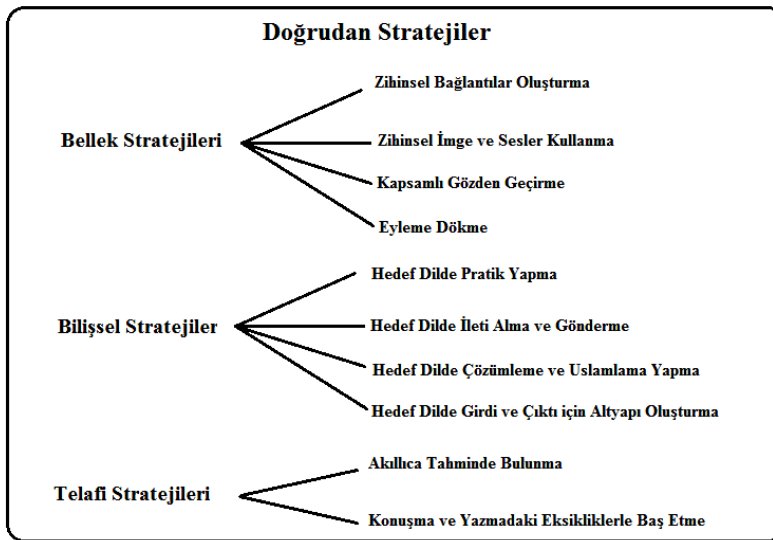 Doğrudan Stratejiler
Bellek Stratejileri
Zihinsel Bağlantılar Oluşturma
Zihinsel İmge ve Sesler Kullanma
Kapsamlı Gözden Geçirme
Eyleme Dökme
Bilişsel Stratejiler
Hedef Dilde Pratik Yapma
Hedef Dilde İleti Alma ve Gönderme
Hedef Dilde Çözümleme ve Uslamlama Yapma
Hedef Dilde Girdi ve Çıktı için Altyapı Oluşturma
Telafi Stratejileri
Akıllıca Tahminde Bulunma
Konuşma ve Yazmadaki Eksikliklerle Baş Etme